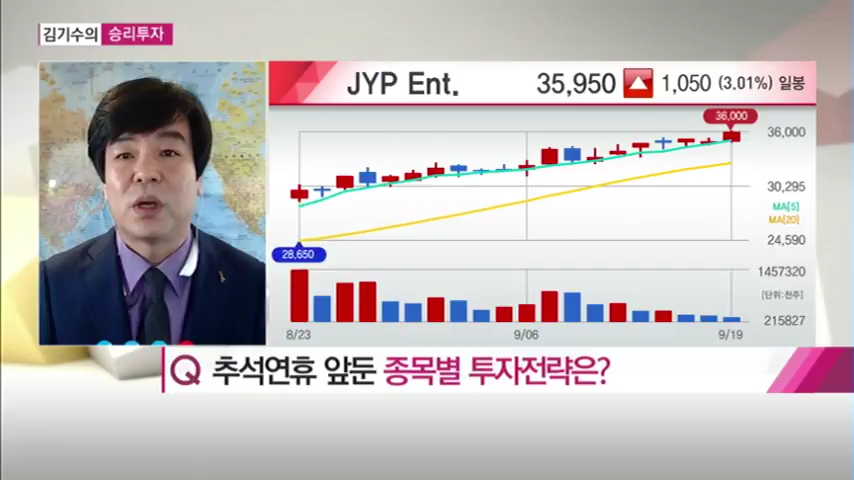 김기수의 승리투자
JYP Ent. 35,950 1,050 (3.01%) 일봉
36,000
36,000
30,295
MA[5]
MA[20]
24,590
28,650
1457320
[단위:천주]
215827
8/23 9/06 9/19
Q 추석연휴 앞둔 종목별 투자전략은?